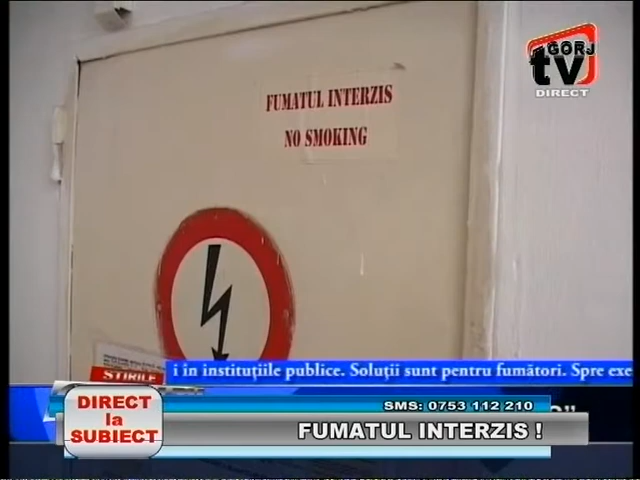 GORJ
tv
DIRECT
FUMATUL INTERZIS
NO SMOKING
i în instituțiile publice. Soluții sunt pentru fumători. Spre exe
STIRILE
SMS: 0753 112 210
DIRECT
la
SUBIECT
FUMATUL INTERZIS !